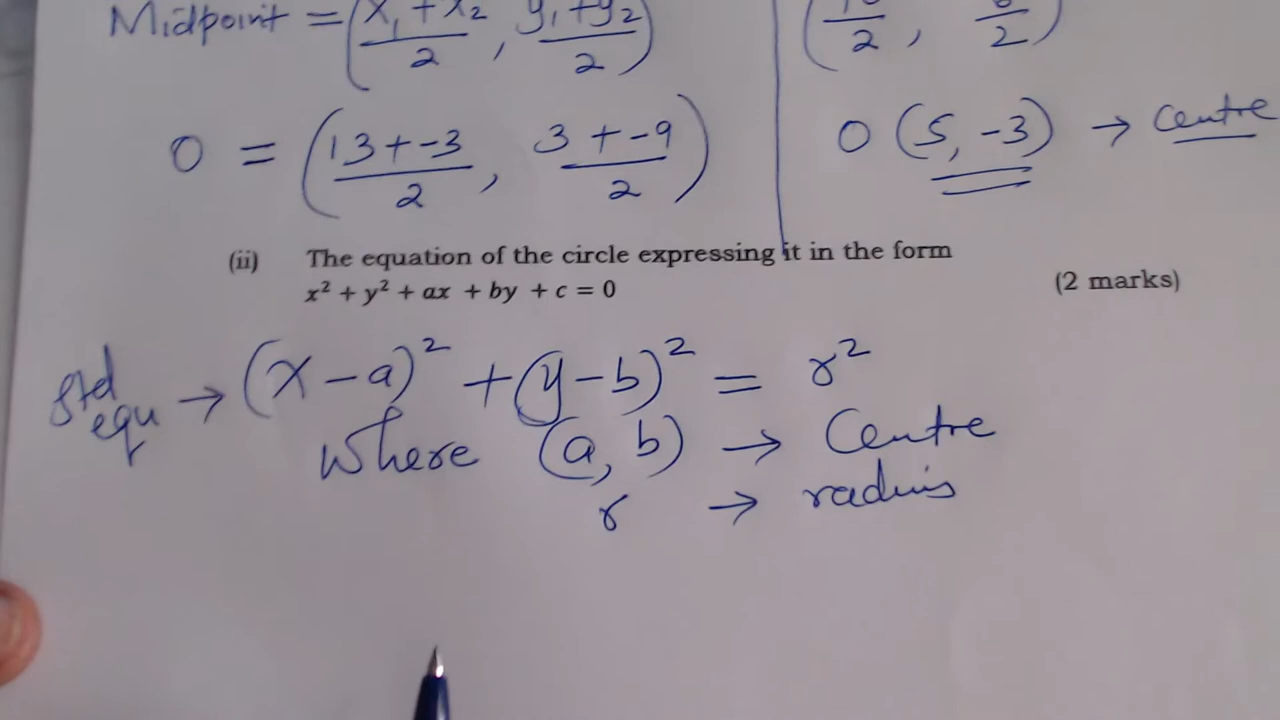 Midpoint = (x₁ + x₂ / 2 , y₁ + y₂ / 2)
O = (13 + -3 / 2 , 3 + -9 / 2)
( / 2 , / 2 )
O (5, -3) → Centre
(ii) The equation of the circle expressing it in the form
x² + y² + ax + by + c = 0
(2 marks)
Std equ → (x - a)² + (y - b)² = r²
where (a, b) → Centre
r → radius